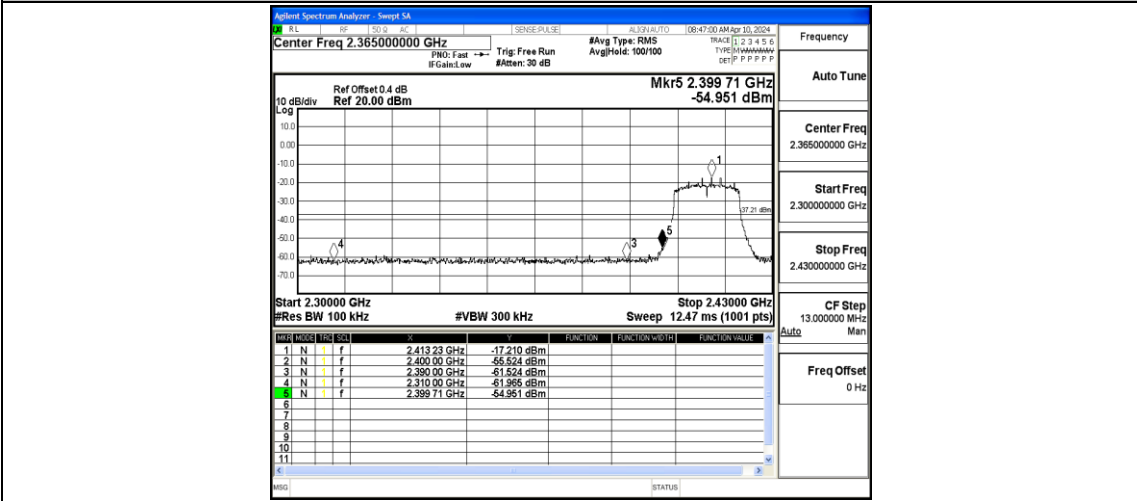 Agilent Spectrum Analyzer - Swept SA
RL RF 50 Ω AC SENSE:PULSE ALIGN AUTO 08:47:00 AM Apr 10, 2024
Center Freq 2.365000000 GHz
PNO: Fast
IFGain:Low
Trig: Free Run
#Atten: 30 dB
#Avg Type: RMS
Avg|Hold: 100/100
TRACE 1 2 3 4 5 6
TYPE MWWWWW
DET P P P P P P
Frequency
Auto Tune
Center Freq
2.365000000 GHz
Start Freq
2.300000000 GHz
Stop Freq
2.430000000 GHz
CF Step
13.000000 MHz
Auto Man
Freq Offset
0 Hz
Mkr5 2.399 71 GHz
-54.951 dBm
Ref Offset 0.4 dB
10 dB/div Ref 20.00 dBm
Log
10.0
0.00
-10.0
-20.0
-30.0
-40.0
-50.0
-60.0
-70.0
1
-37.21 dBm
5
3
4
Start 2.30000 GHz Stop 2.43000 GHz
#Res BW 100 kHz #VBW 300 kHz Sweep 12.47 ms (1001 pts)
MKR MODE TRC SCL X Y FUNCTION FUNCTION WIDTH FUNCTION VALUE
1 N 1 f 2.413 23 GHz -17.210 dBm
2 N 1 f 2.400 00 GHz -55.524 dBm
3 N 1 f 2.390 00 GHz -61.524 dBm
4 N 1 f 2.310 00 GHz -61.965 dBm
5 N 1 f 2.399 71 GHz -54.951 dBm
6
7
8
9
10
11
MSG STATUS